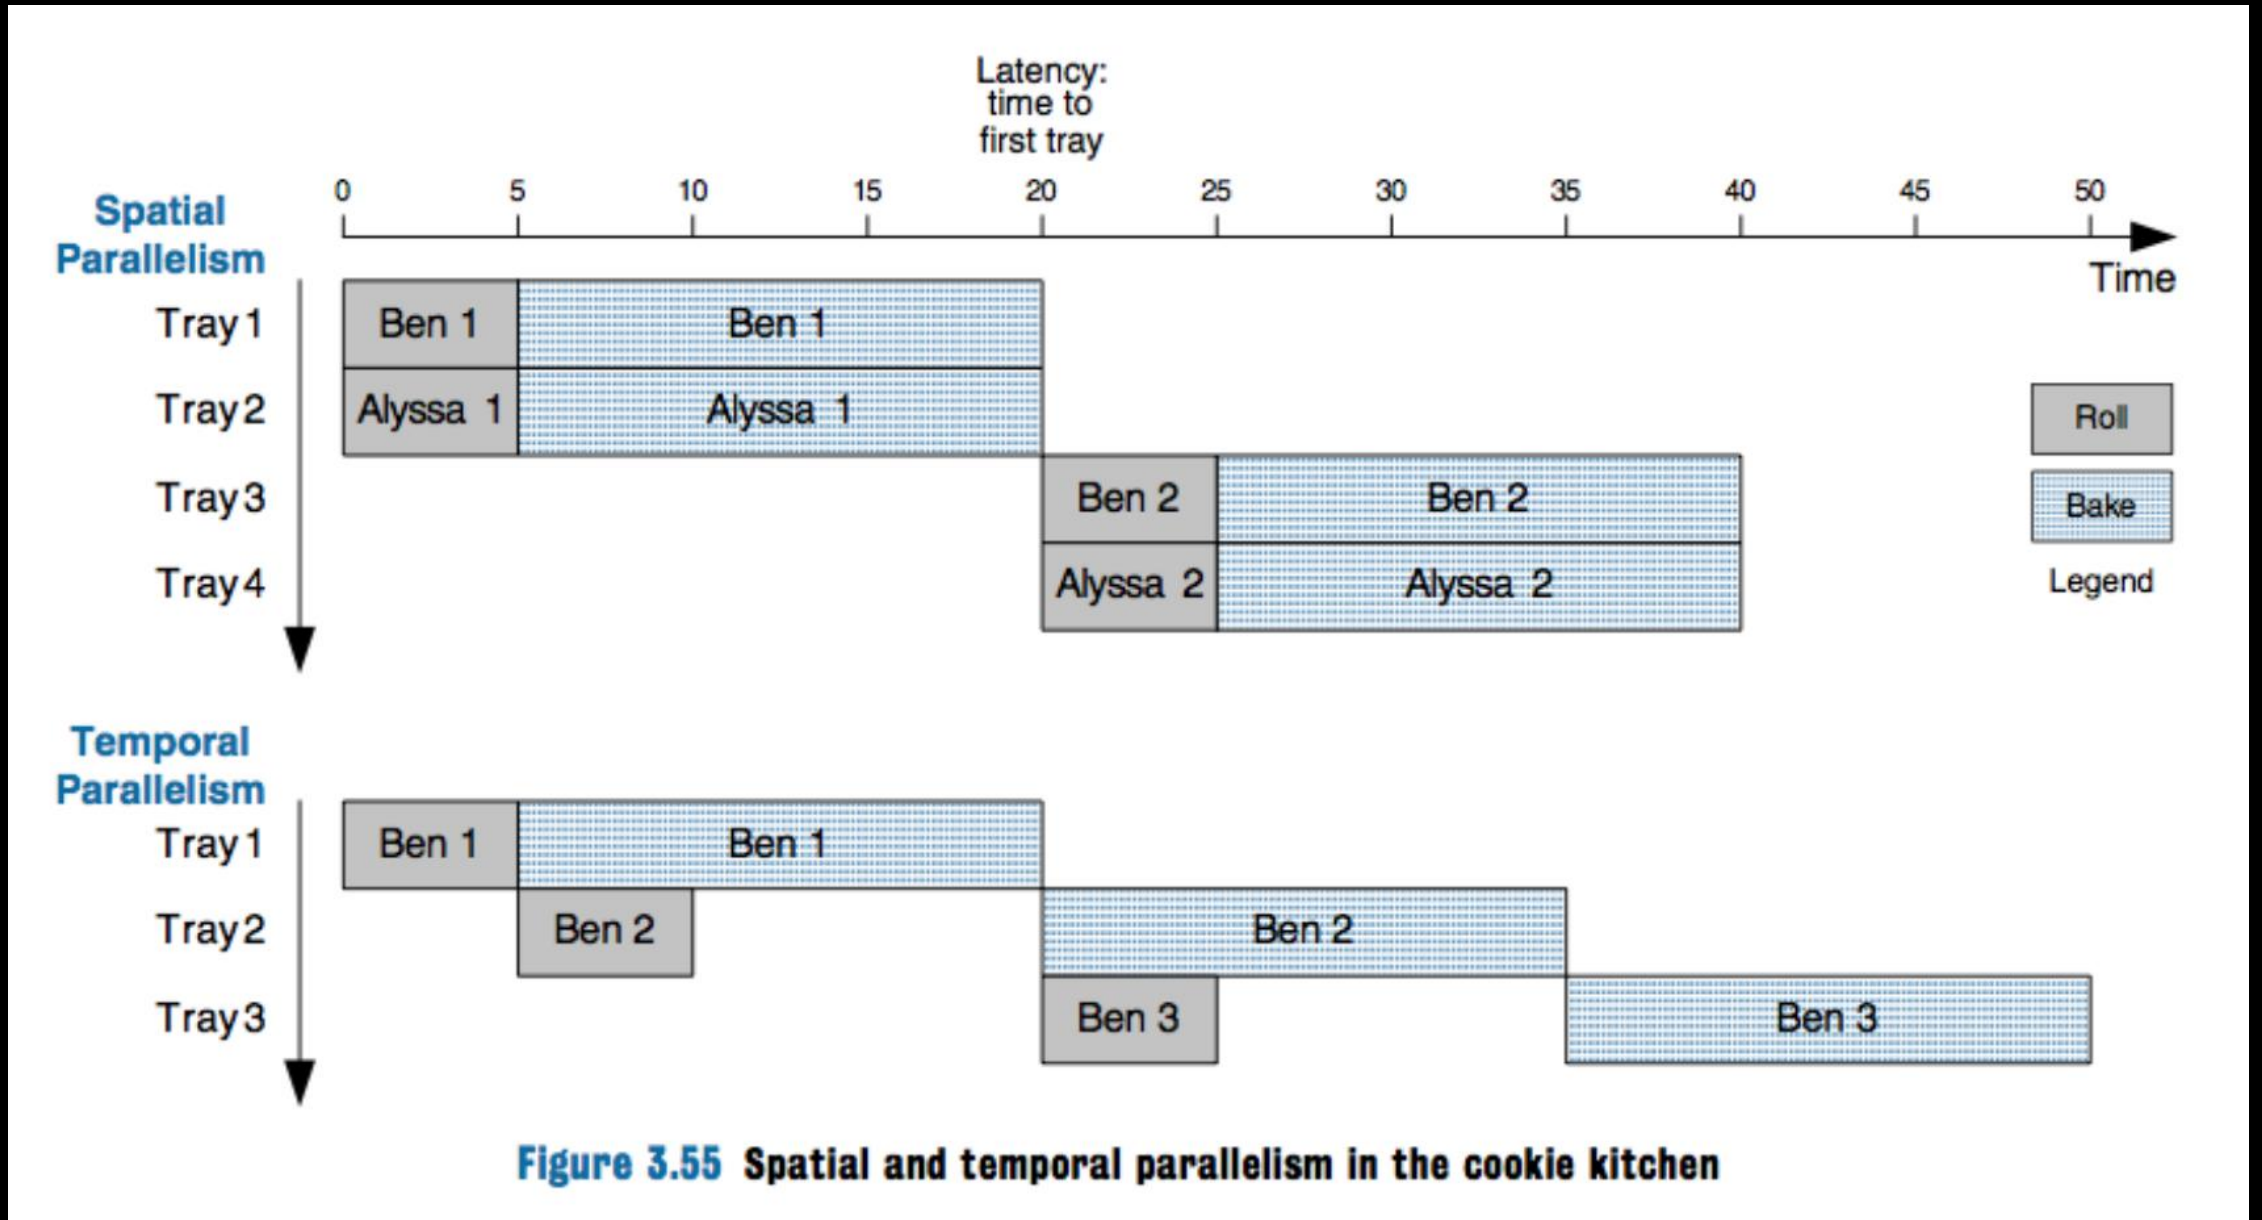 Latency:
time to
first tray
0 5 10 15 20 25 30 35 40 45 50
Time
Spatial
Parallelism
Tray 1 Ben 1 Ben 1
Tray 2 Alyssa 1 Alyssa 1
Tray 3 Ben 2 Ben 2
Tray 4 Alyssa 2 Alyssa 2
Roll
Bake
Legend
Temporal
Parallelism
Tray 1 Ben 1 Ben 1
Tray 2 Ben 2 Ben 2
Tray 3 Ben 3 Ben 3
Figure 3.55 Spatial and temporal parallelism in the cookie kitchen